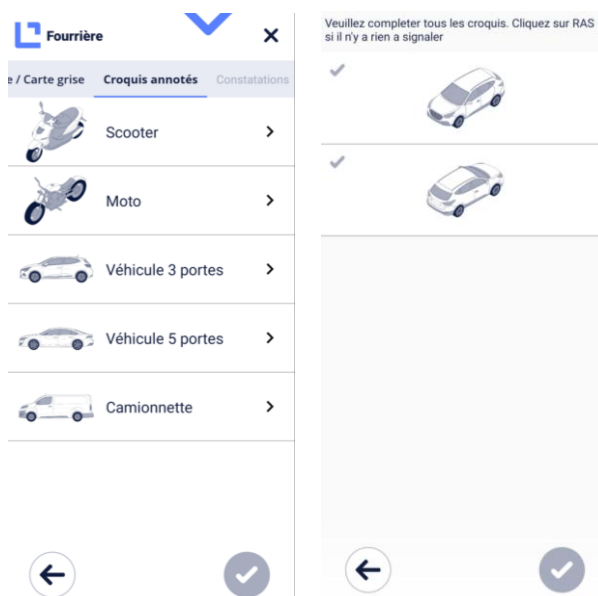 Fourrière
e / Carte grise Croquis annotés Constatations
Scooter
Moto
Véhicule 3 portes
Véhicule 5 portes
Camionnette
Veuillez completer tous les croquis. Cliquez sur RAS
si il n'y a rien a signaler